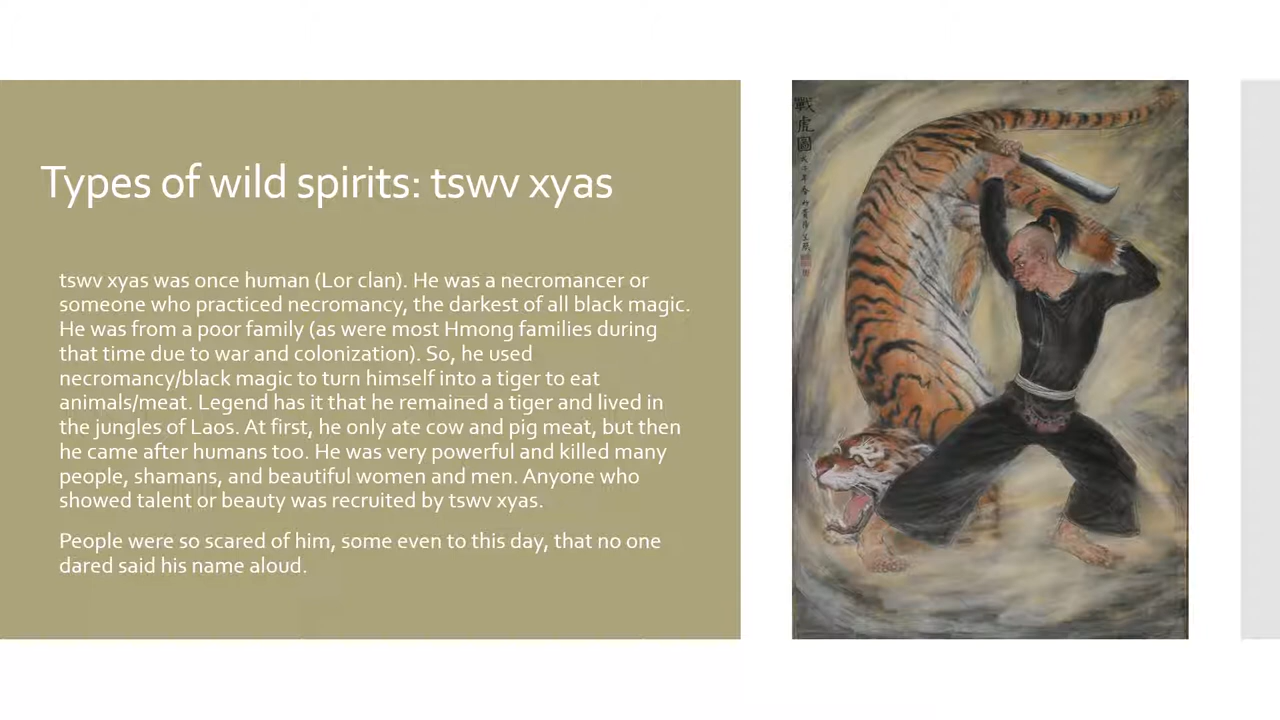 Types of wild spirits: tswv xyas
tswv xyas was once human (Lor clan). He was a necromancer or
someone who practiced necromancy, the darkest of all black magic.
He was from a poor family (as were most Hmong families during
that time due to war and colonization). So, he used
necromancy/black magic to turn himself into a tiger to eat
animals/meat. Legend has it that he remained a tiger and lived in
the jungles of Laos. At first, he only ate cow and pig meat, but then
he came after humans too. He was very powerful and killed many
people, shamans, and beautiful women and men. Anyone who
showed talent or beauty was recruited by tswv xyas.
People were so scared of him, some even to this day, that no one
dared said his name aloud.
戰虎圖